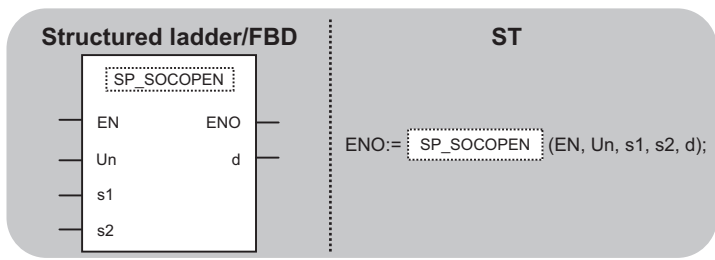 Structured ladder/FBD
SP_SOCOPEN
EN ENO
Un d
s1
s2
ST
ENO:= SP_SOCOPEN (EN, Un, s1, s2, d);